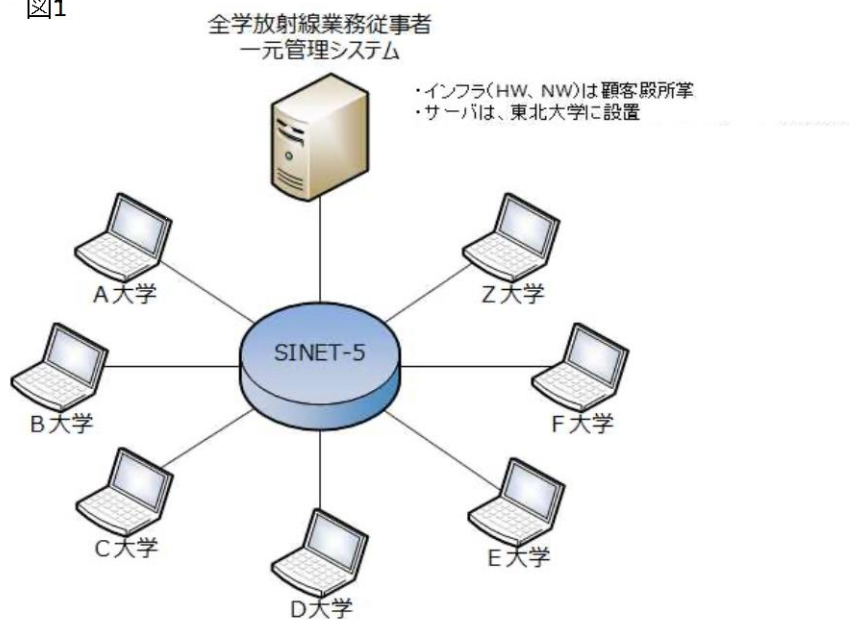 図1
全学放射線業務従事者
一元管理システム
・インフラ(HW、NW)は顧客殿所掌
・サーバは、東北大学に設置
A大学
Z大学
SINET-5
B大学
F大学
C大学
E大学
D大学